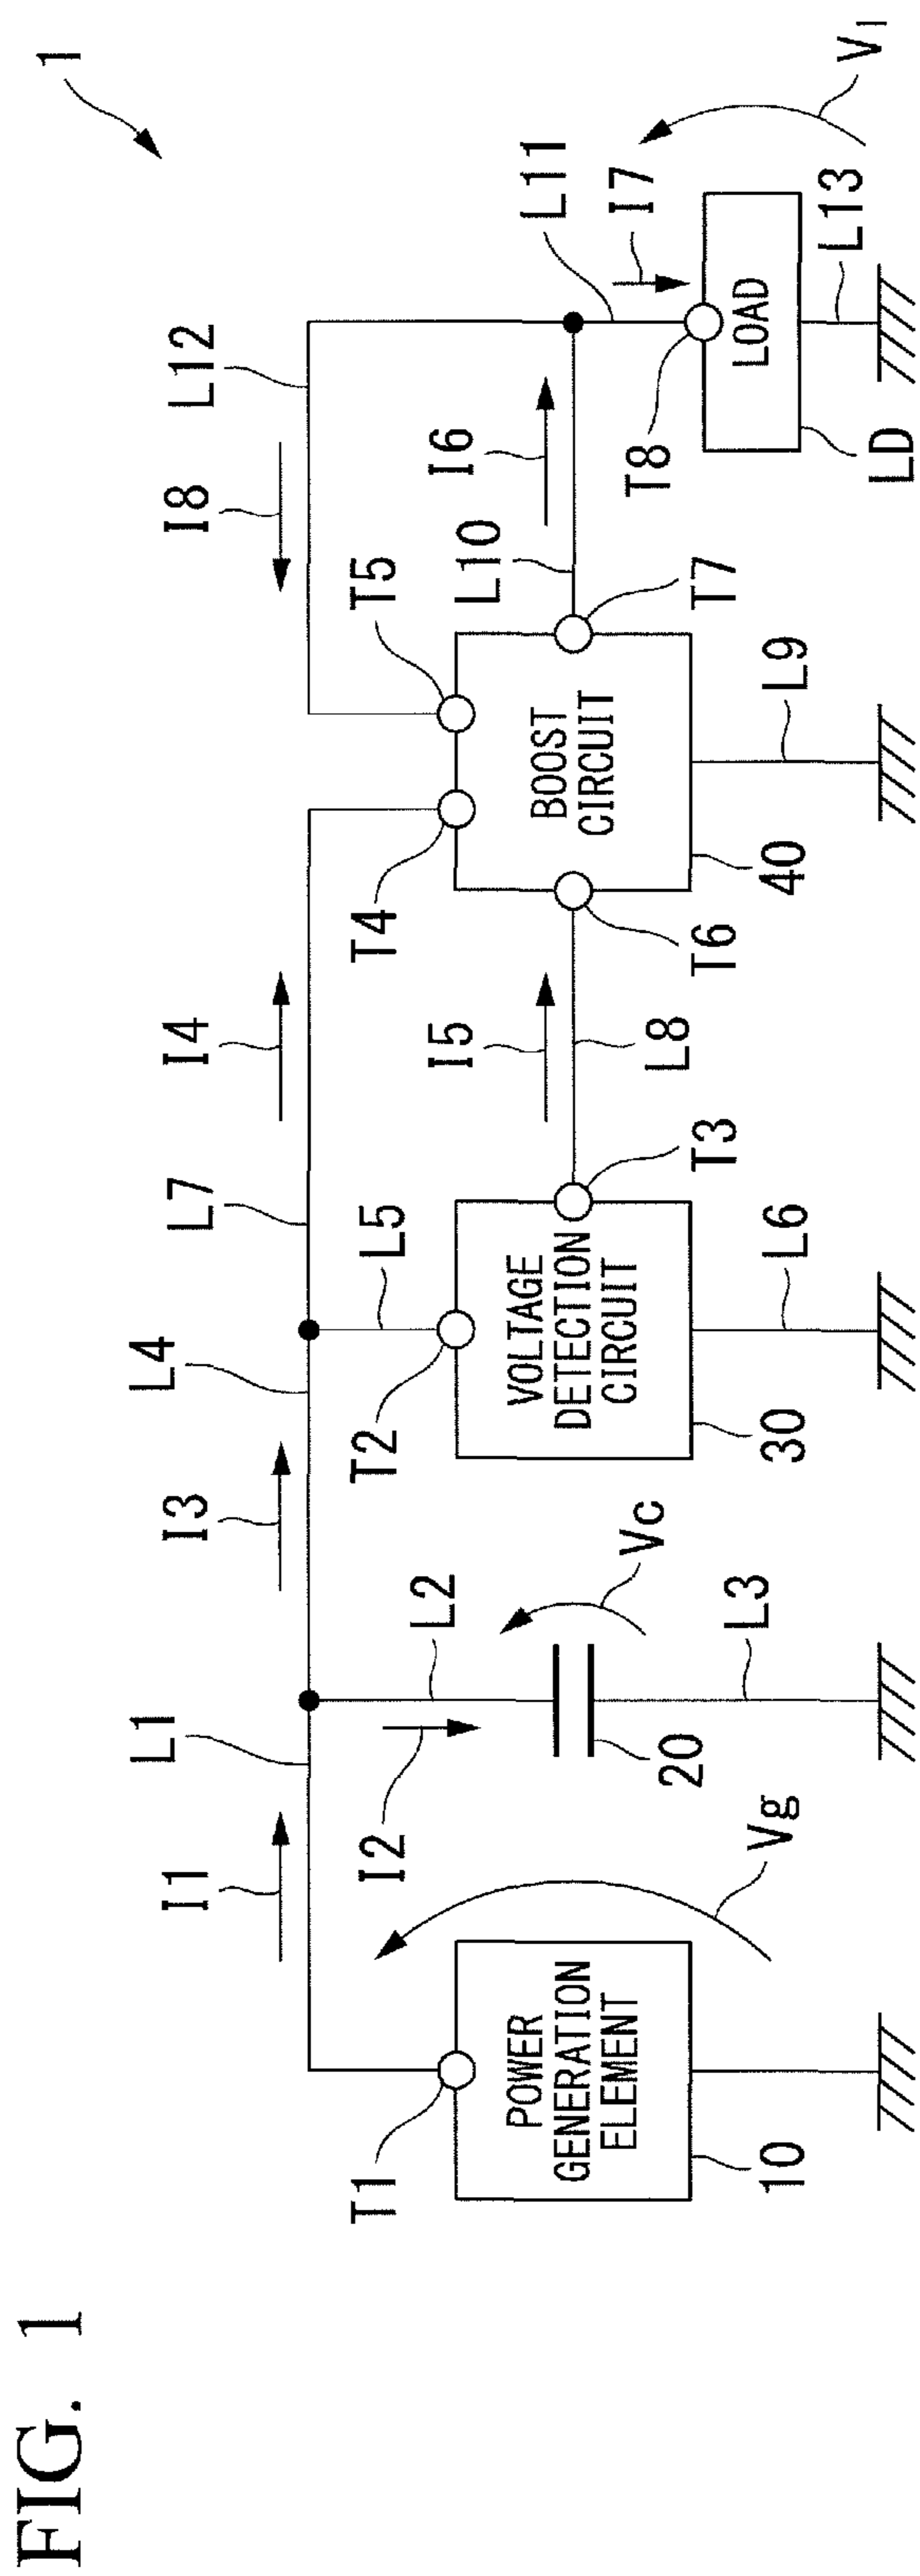 FIG. 1
1
I1
L1
I3
L4
L7
I4
I8
L12
T1
I2
L2
T2
L5
T4
T5
I5
I6
L10
L11
POWER
GENERATION
ELEMENT
VOLTAGE
DETECTION
CIRCUIT
BOOST
CIRCUIT
LOAD
Vc
L8
T8
I7
10
Vg
20
L3
30
T3
L6
T6
40
T7
L9
LD
L13
Vl